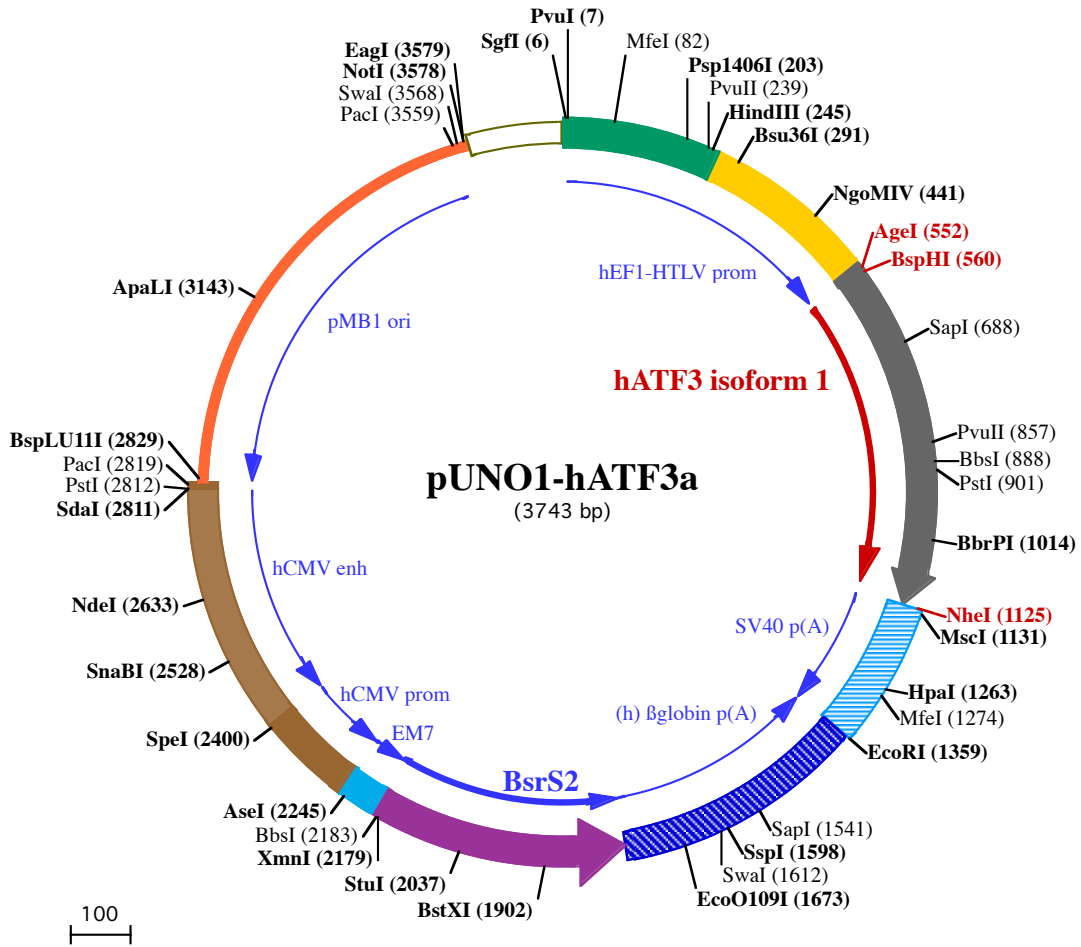 PvuI (7)
SgfI (6)
MfeI (82)
EagI (3579)
NotI (3578)
SwaI (3568)
PacI (3559)
Psp1406I (203)
PvuII (239)
HindIII (245)
Bsu36I (291)
NgoMIV (441)
AgeI (552)
BspHI (560)
hEF1-HTLV prom
ApaLI (3143)
pMB1 ori
SapI (688)
hATF3 isoform 1
BspLU11I (2829)
PacI (2819)
PstI (2812)
SdaI (2811)
pUNO1-hATF3a
(3743 bp)
PvuII (857)
BbsI (888)
PstI (901)
BbrPI (1014)
hCMV enh
NdeI (2633)
SV40 p(A)
NheI (1125)
MscI (1131)
SnaBI (2528)
hCMV prom
HpaI (1263)
MfeI (1274)
(h) ßglobin p(A)
EM7
SpeI (2400)
EcoRI (1359)
BsrS2
AseI (2245)
BbsI (2183)
XmnI (2179)
StuI (2037)
BstXI (1902)
SapI (1541)
SspI (1598)
SwaI (1612)
EcoO109I (1673)
100